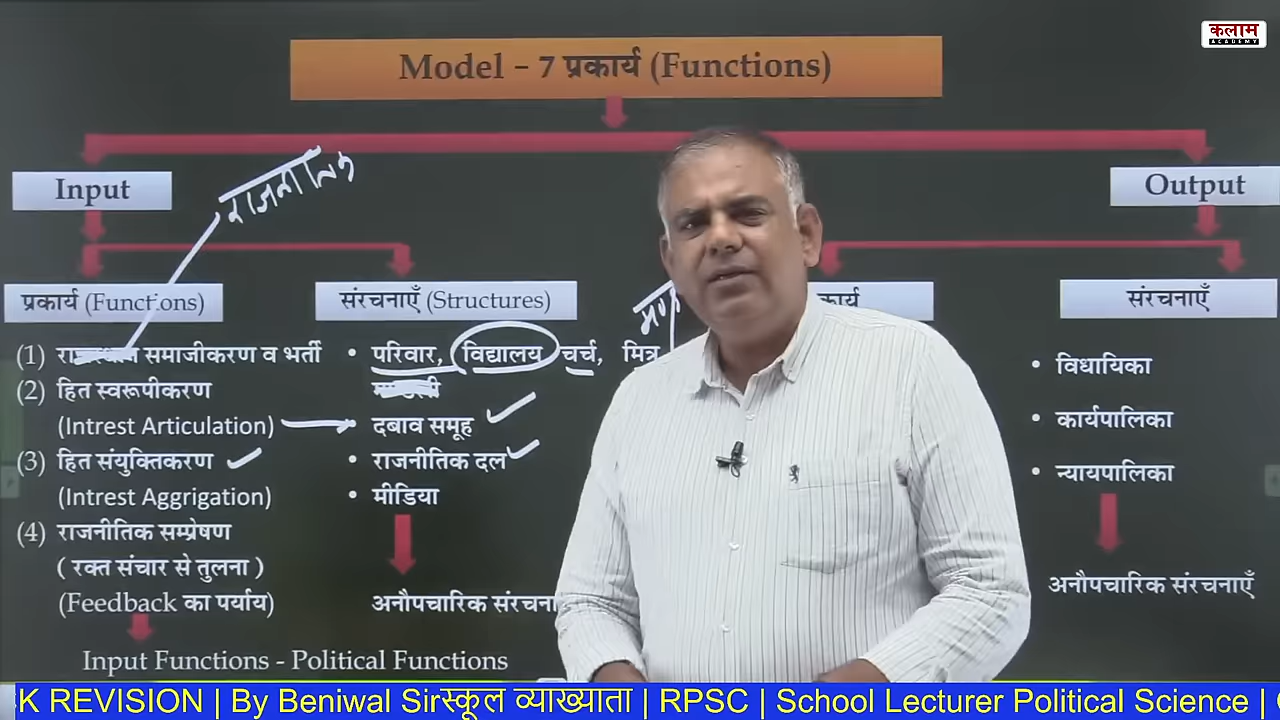 कलाम
ACADEMY
Model – 7 प्रकार्य (Functions)
Input
राजनीतिक
Output
प्रकार्य (Functions)
संरचनाएँ (Structures)
कार्य
संरचनाएँ
(1) समाजीकरण व भर्ती
• परिवार, विद्यालय चर्च, मित्र
(2) हित स्वरूपीकरण
(Intrest Articulation)
• दबाव समूह
(3) हित संयुक्तिकरण
• राजनीतिक दल
(Intrest Aggrigation)
• मीडिया
(4) राजनीतिक सम्प्रेषण
( रक्त संचार से तुलना )
(Feedback का पर्याय)
अनौपचारिक संरचना
Input Functions - Political Functions
• विधायिका
• कार्यपालिका
• न्यायपालिका
अनौपचारिक संरचनाएँ
K REVISION | By Beniwal Sirस्कूल व्याख्याता | RPSC | School Lecturer Political Science |